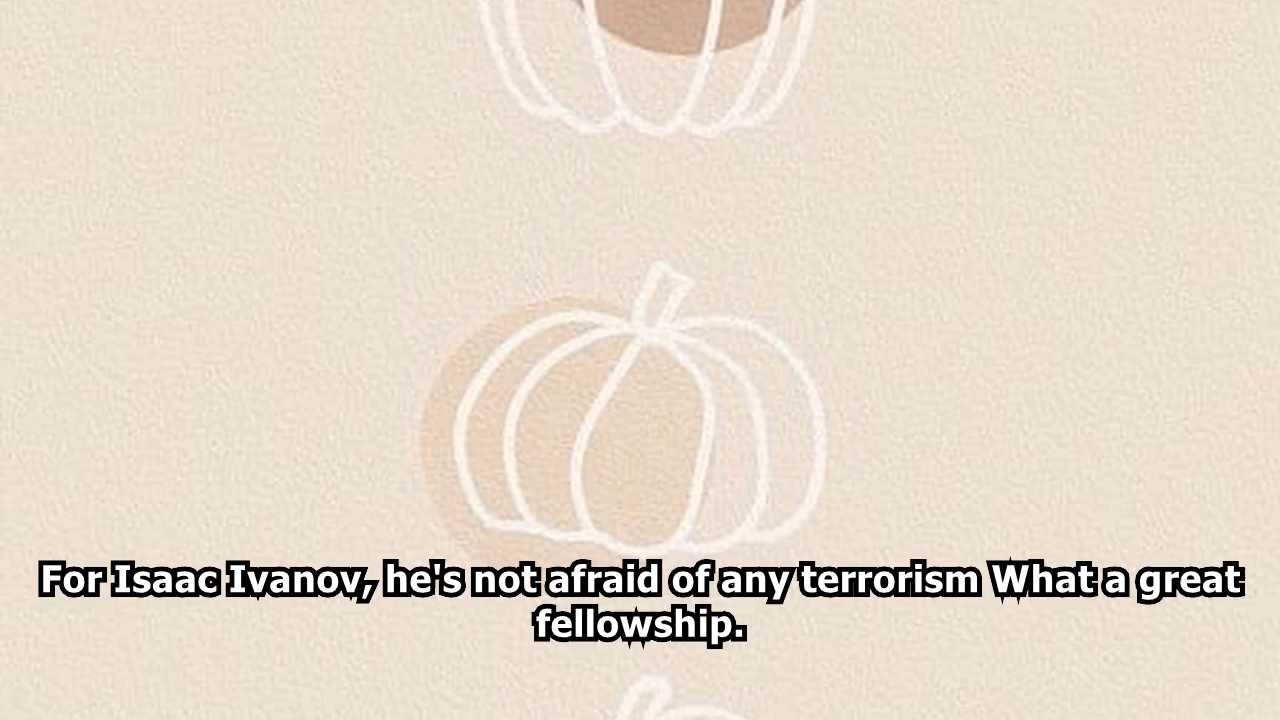 For Isaac Ivanov, he's not afraid of any terrorism What a great
fellowship.